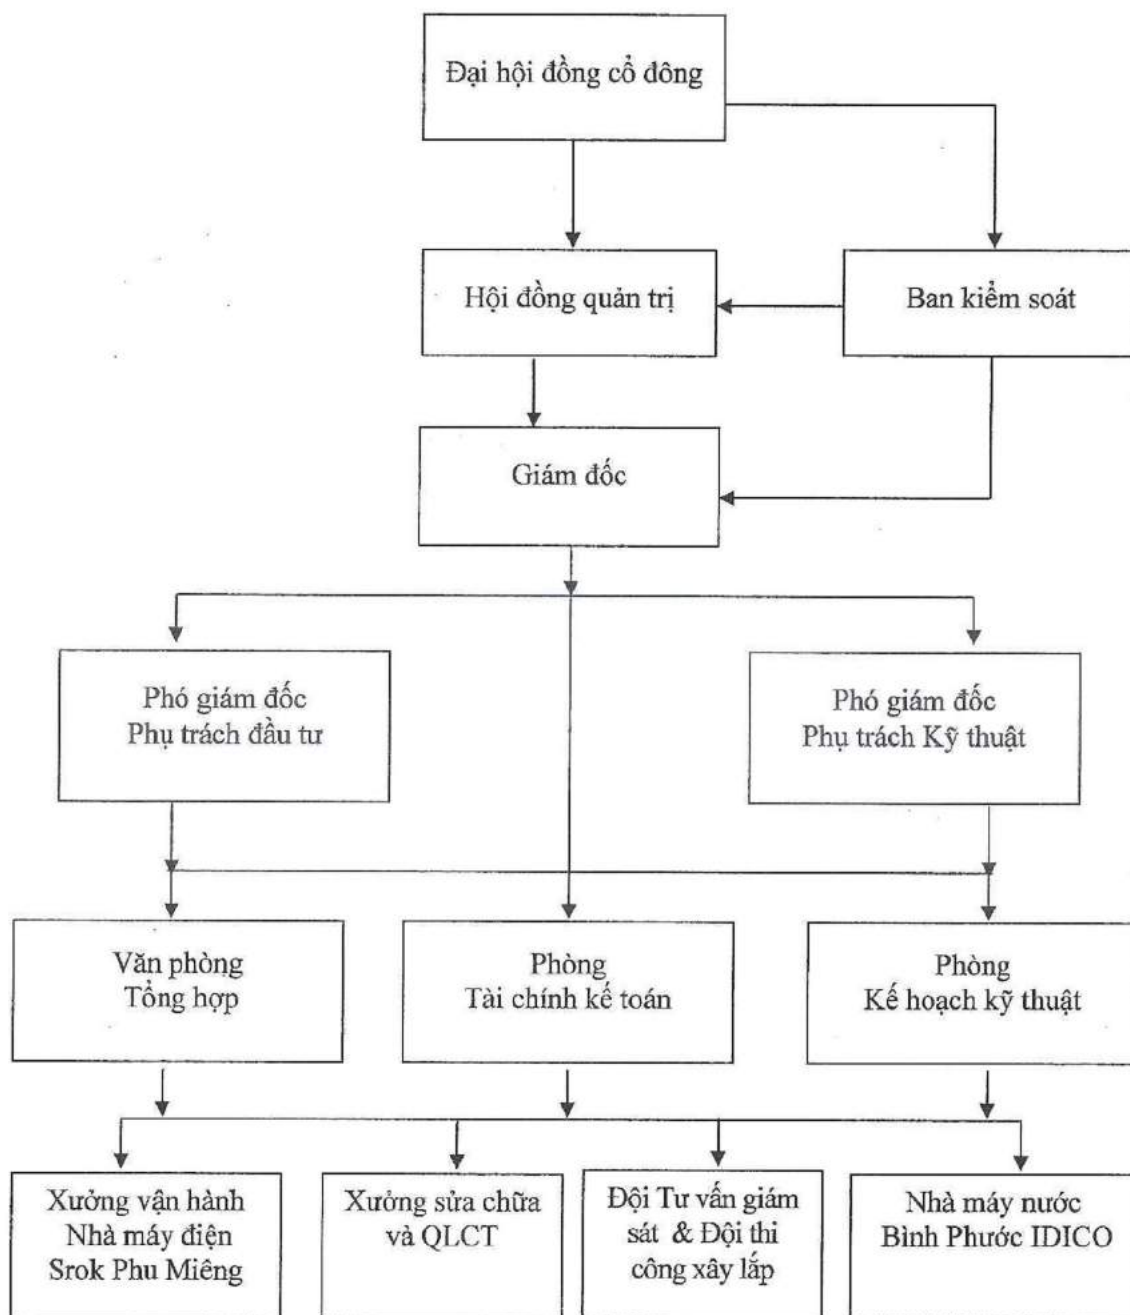 Đại hội đồng cổ đông
Hội đồng quản trị
Ban kiểm soát
Giám đốc
Phó giám đốc
Phụ trách đầu tư
Phó giám đốc
Phụ trách Kỹ thuật
Văn phòng
Tổng hợp
Phòng
Tài chính kế toán
Phòng
Kế hoạch kỹ thuật
Xưởng vận hành
Nhà máy điện
Srok Phu Miêng
Xưởng sửa chữa
và QLCT
Đội Tư vấn giám
sát & Đội thi
công xây lắp
Nhà máy nước
Bình Phước IDICO